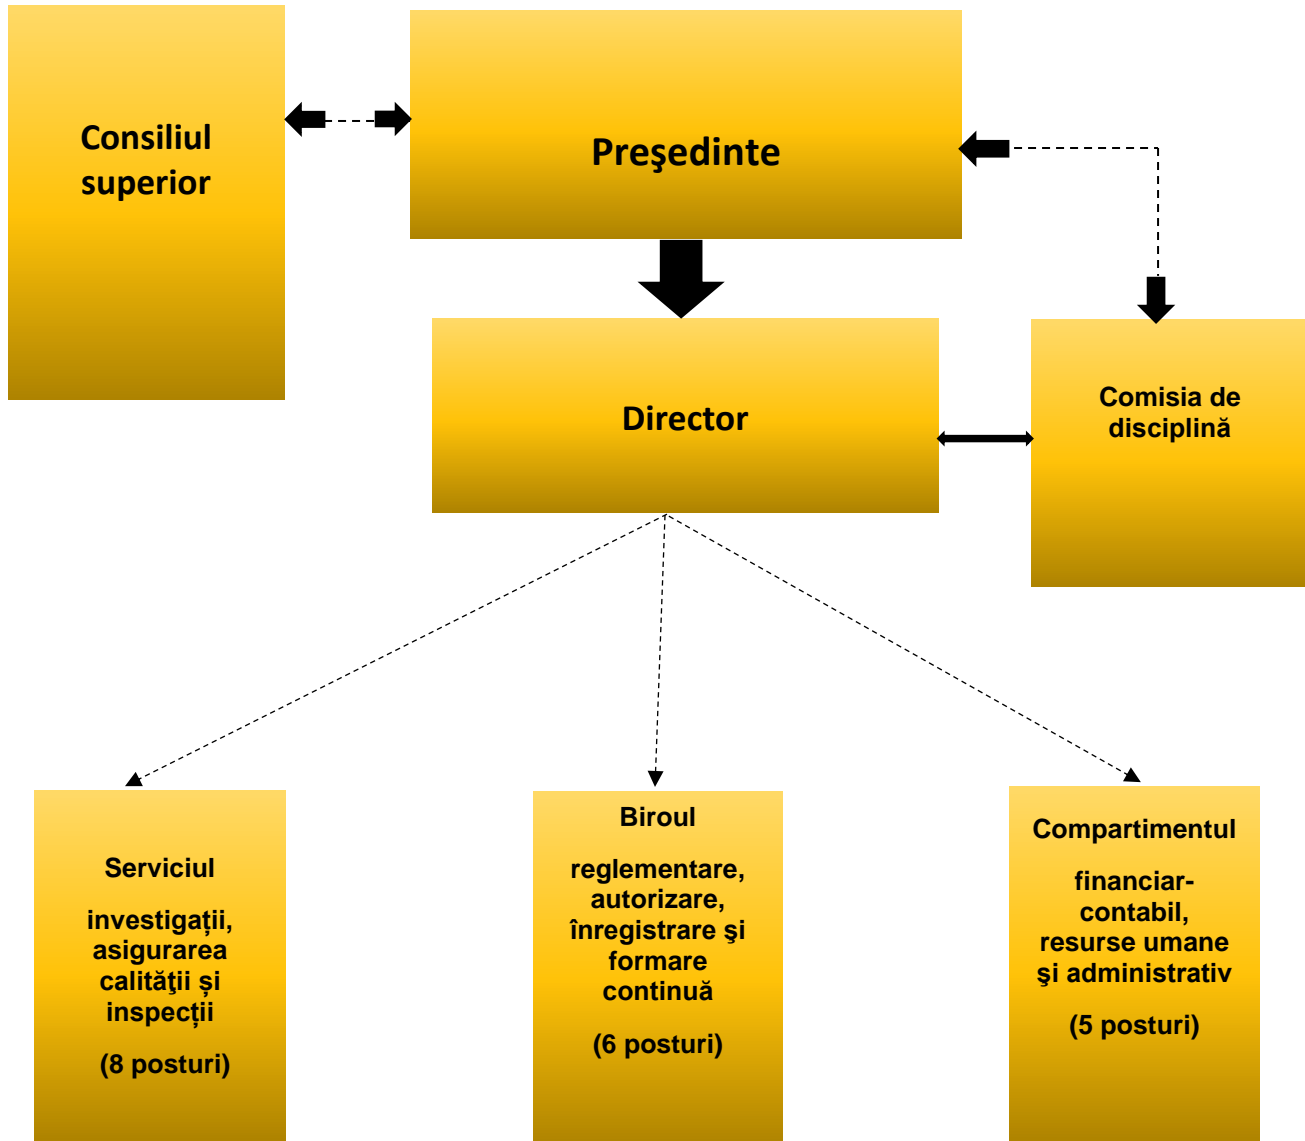 Consiliul
superior
Preşedinte
Director
Comisia de
disciplină
Serviciul
investigații,
asigurarea
calităţii și
inspecții
(8 posturi)
Biroul
reglementare,
autorizare,
înregistrare şi
formare
continuă
(6 posturi)
Compartimentul
financiar-
contabil,
resurse umane
şi administrativ
(5 posturi)